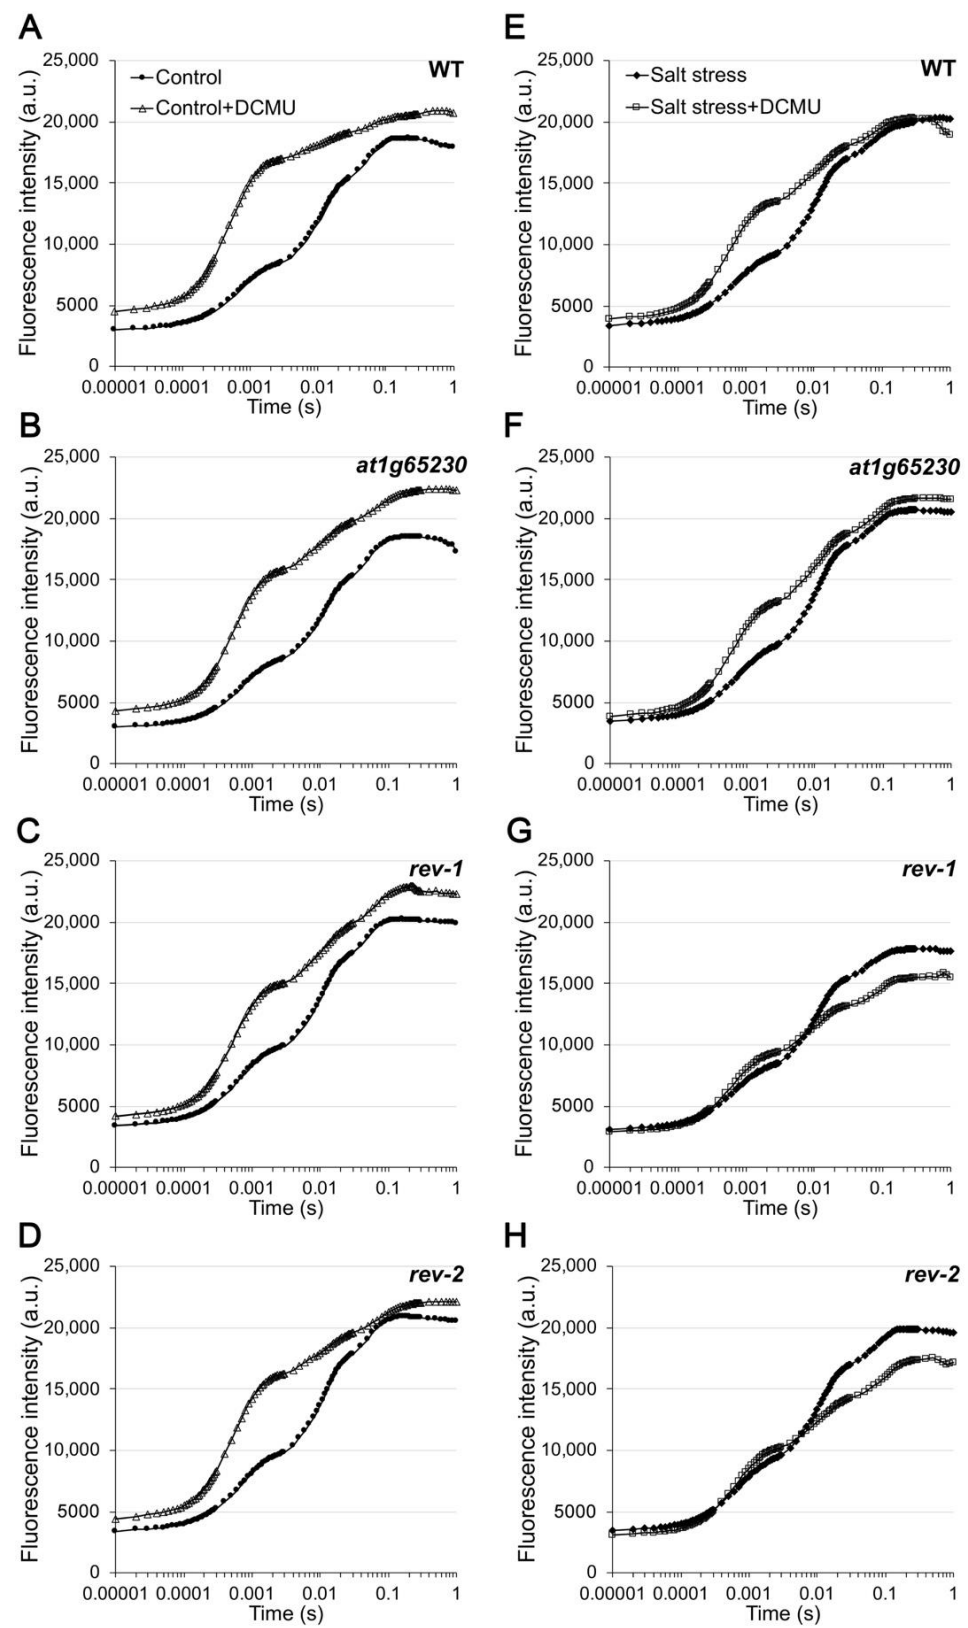 A
WT
25,000
20,000
15,000
10,000
5000
0
Fluorescence intensity (a.u.)
Control
Control+DCMU
0.00001 0.0001 0.001 0.01 0.1 1
Time (s)
E
WT
25,000
20,000
15,000
10,000
5000
0
Fluorescence intensity (a.u.)
Salt stress
Salt stress+DCMU
0.00001 0.0001 0.001 0.01 0.1 1
Time (s)
B
at1g65230
25,000
20,000
15,000
10,000
5000
0
Fluorescence intensity (a.u.)
0.00001 0.0001 0.001 0.01 0.1 1
Time (s)
F
at1g65230
25,000
20,000
15,000
10,000
5000
0
Fluorescence intensity (a.u.)
0.00001 0.0001 0.001 0.01 0.1 1
Time (s)
C
rev-1
25,000
20,000
15,000
10,000
5000
0
Fluorescence intensity (a.u.)
0.00001 0.0001 0.001 0.01 0.1 1
Time (s)
G
rev-1
25,000
20,000
15,000
10,000
5000
0
Fluorescence intensity (a.u.)
0.00001 0.0001 0.001 0.01 0.1 1
Time (s)
D
rev-2
25,000
20,000
15,000
10,000
5000
0
Fluorescence intensity (a.u.)
0.00001 0.0001 0.001 0.01 0.1 1
Time (s)
H
rev-2
25,000
20,000
15,000
10,000
5000
0
Fluorescence intensity (a.u.)
0.00001 0.0001 0.001 0.01 0.1 1
Time (s)